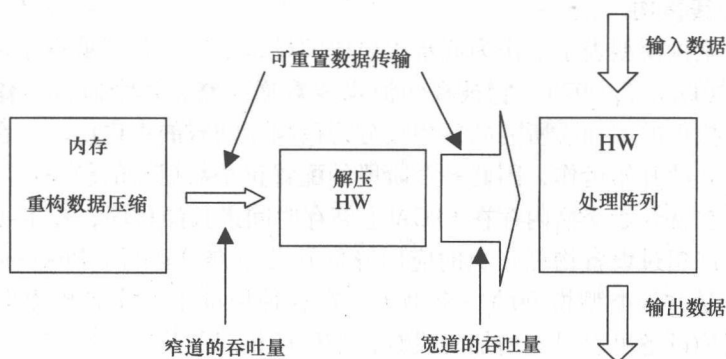 输入数据
可重置数据传输
内存
重构数据压缩
解压
HW
HW
处理阵列
窄道的吞吐量
宽道的吞吐量
输出数据